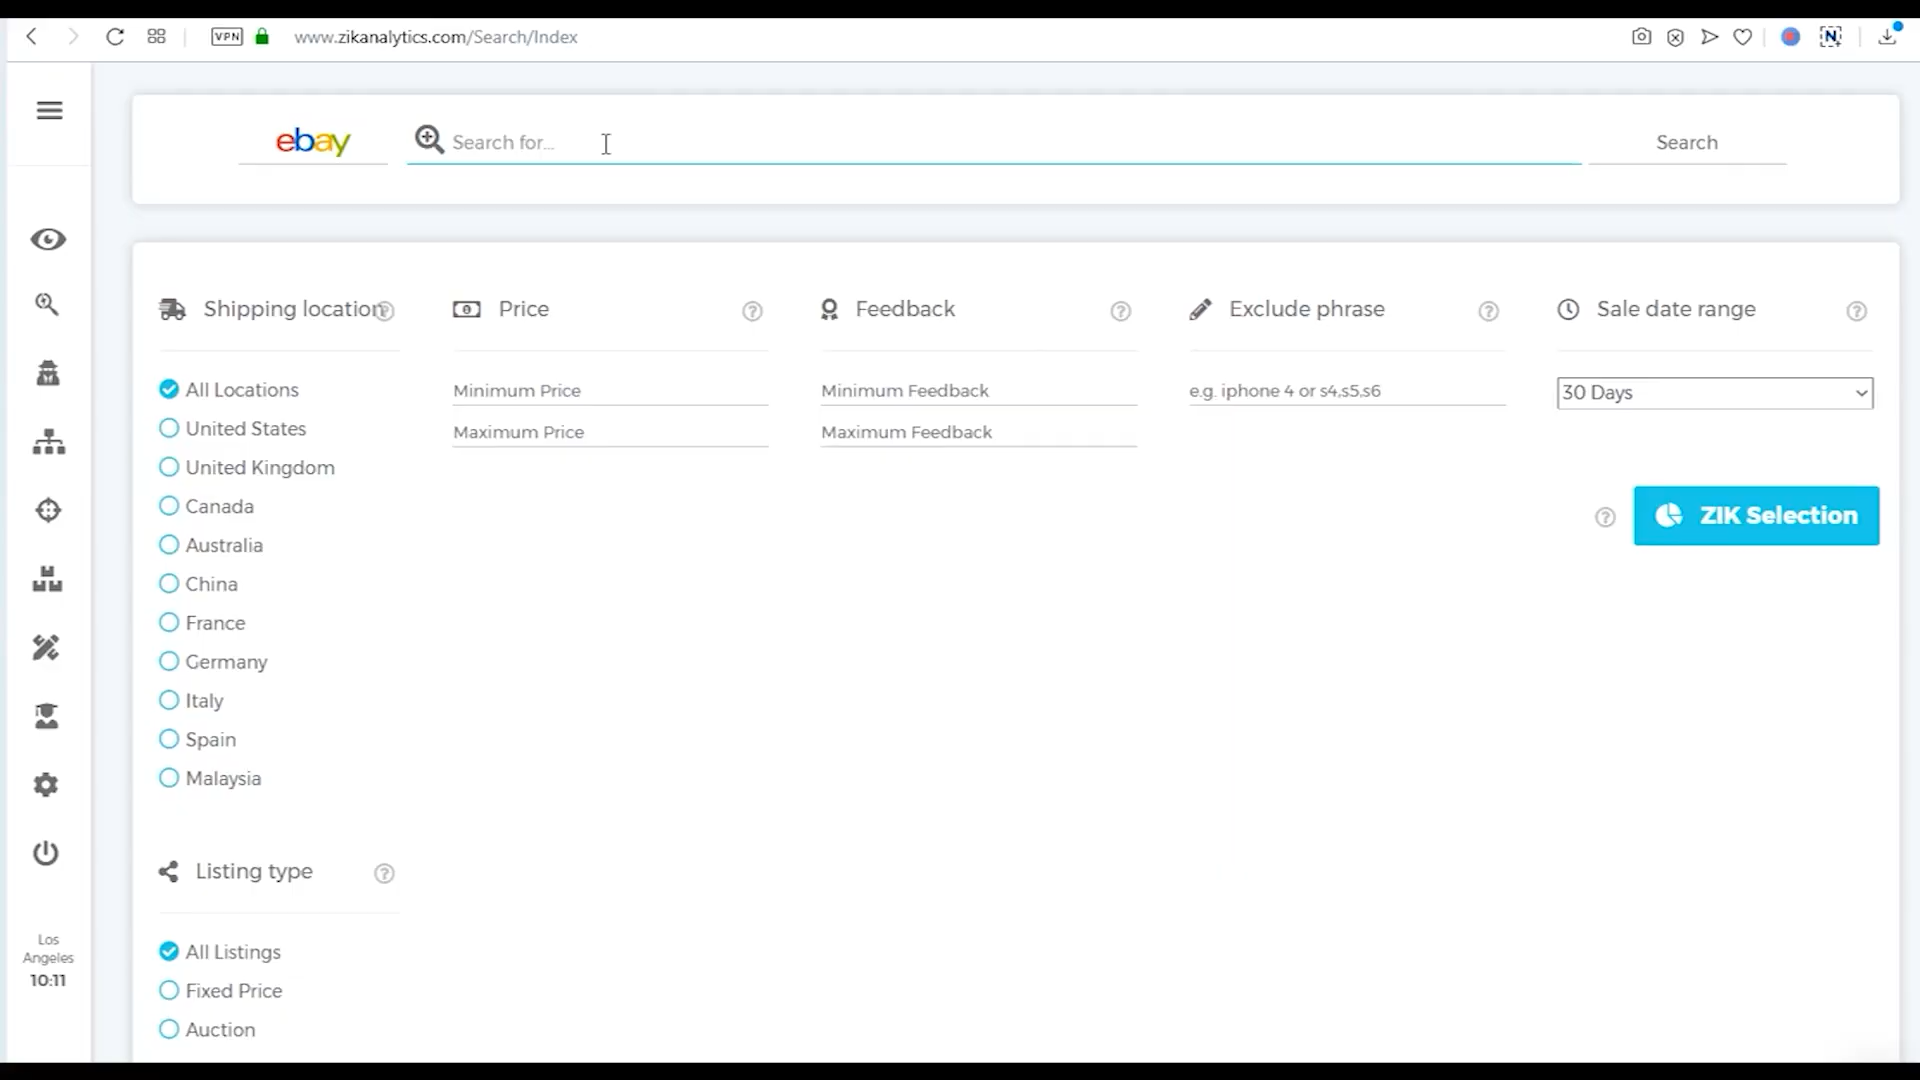 VPN
www.zikanalytics.com/Search/Index
N
ebay
Search for...
Search
Shipping location
Price
Feedback
Exclude phrase
Sale date range
All Locations
United States
United Kingdom
Canada
Australia
China
France
Germany
Italy
Spain
Malaysia
Minimum Price
Maximum Price
Minimum Feedback
Maximum Feedback
e.g. iphone 4 or s4,s5,s6
30 Days
ZIK Selection
Listing type
All Listings
Fixed Price
Auction
Los
Angeles
10:11